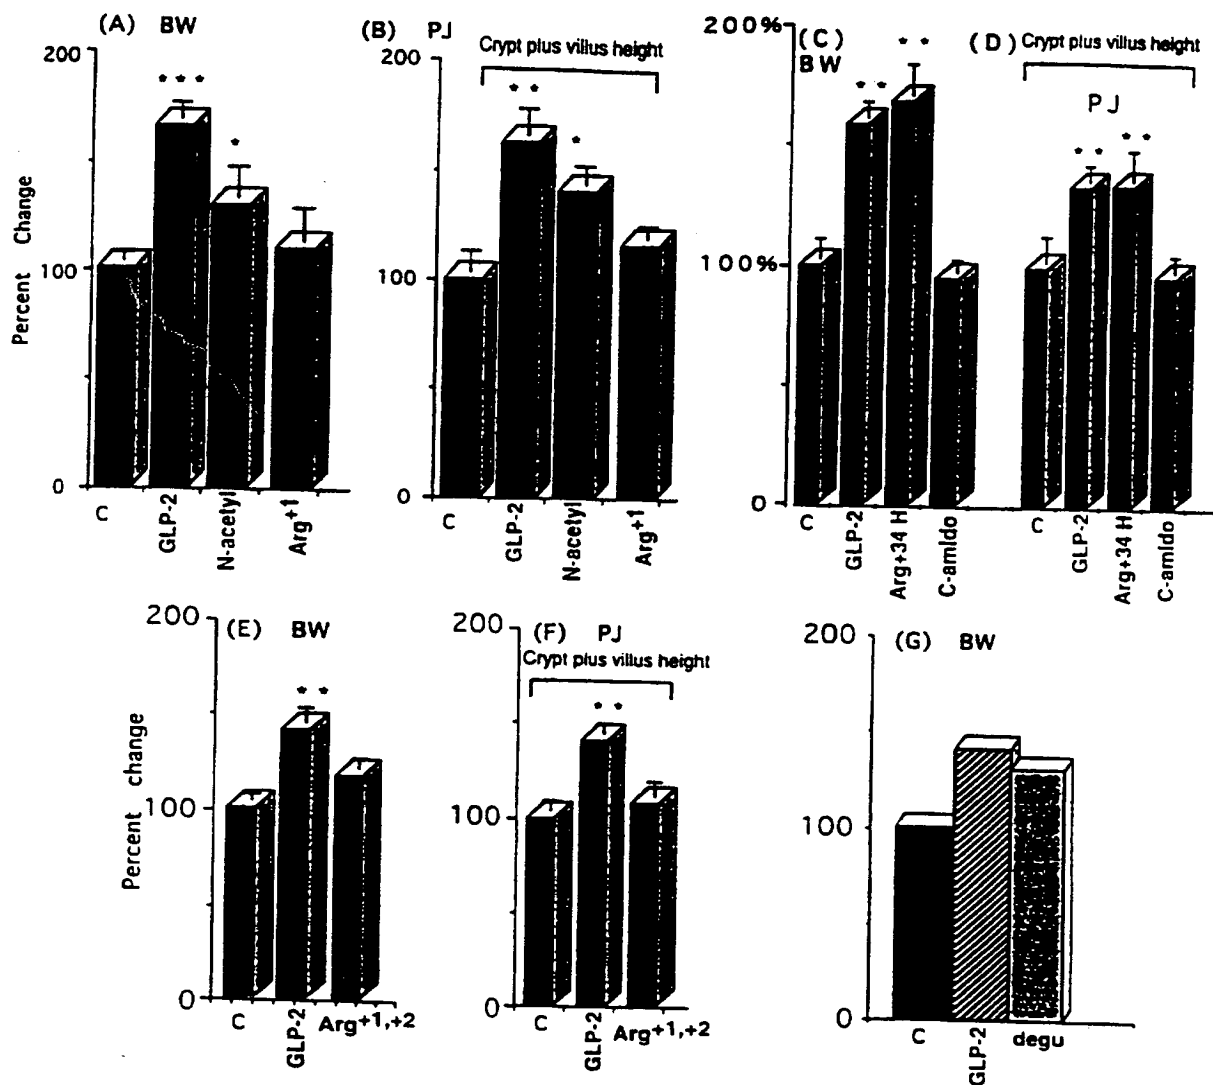 (A) BW
200
* * *
*
Percent Change
100
0
C
GLP-2
N-acetyl
Arg+1
(B) PJ
Crypt plus villus height
200
* *
*
100
0
C
GLP-2
N-acetyl
Arg+1
200%
(C)
BW
* *
* *
100%
0
C
GLP-2
Arg+34 H
C-amido
(D) Crypt plus villus height
PJ
* *
* *
C
GLP-2
Arg+34 H
C-amido
(E) BW
200
* *
Percent change
100
0
C
GLP-2
Arg+1,+2
(F) PJ
Crypt plus villus height
200
* *
100
0
C
GLP-2
Arg+1,+2
(G) BW
200
100
0
C
GLP-2
degu